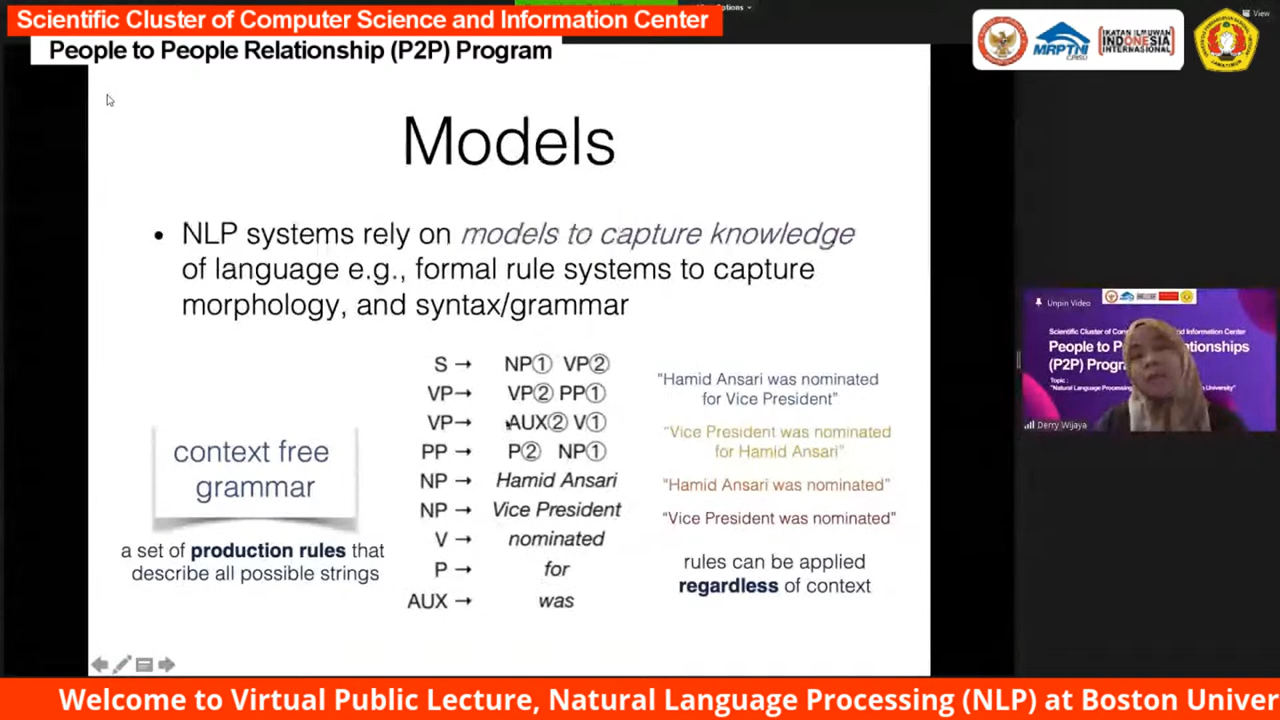 Scientific Cluster of Computer Science and Information Center
People to People Relationship (P2P) Program
View
MRPTNI
IKATAN ILMUWAN
INDONESIA
INTERNASIONAL
Models
• NLP systems rely on models to capture knowledge
of language e.g., formal rule systems to capture
morphology, and syntax/grammar
S → NP① VP②
VP→ VP② PP①
VP→ AUX② V①
PP → P② NP①
NP → Hamid Ansari
NP → Vice President
V → nominated
P → for
AUX → was
context free
grammar
a set of production rules that
describe all possible strings
"Hamid Ansari was nominated
for Vice President"
"Vice President was nominated
for Hamid Ansari"
"Hamid Ansari was nominated"
"Vice President was nominated"
rules can be applied
regardless of context
Unpin Video
Scientific Cluster of Computer Science and Information Center
People to Pe tionships
(P2P) Progra
Topic :
"Natural Language Processing University"
Derry Wijaya
Welcome to Virtual Public Lecture, Natural Language Processing (NLP) at Boston Univer